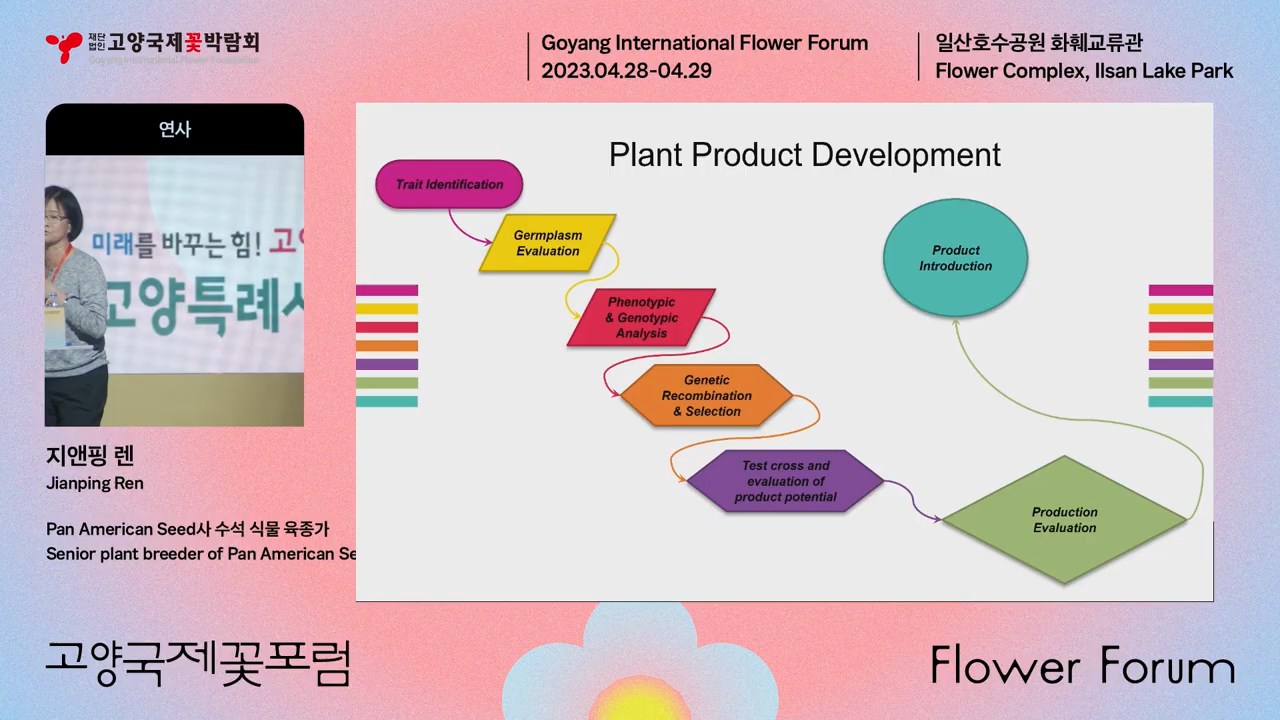 재단
법인 고양국제꽃박람회
Goyang International Flower Foundation
Goyang International Flower Forum
2023.04.28-04.29
일산호수공원 화훼교류관
Flower Complex, Ilsan Lake Park
연사
미래를 바꾸는 힘! 고
고양특례시
지앤핑 렌
Jianping Ren
Pan American Seed사 수석 식물 육종가
Senior plant breeder of Pan American Se
Plant Product Development
Trait Identification
Germplasm
Evaluation
Phenotypic
& Genotypic
Analysis
Genetic
Recombination
& Selection
Test cross and
evaluation of
product potential
Production
Evaluation
Product
Introduction
고양국제꽃포럼
Flower Forum